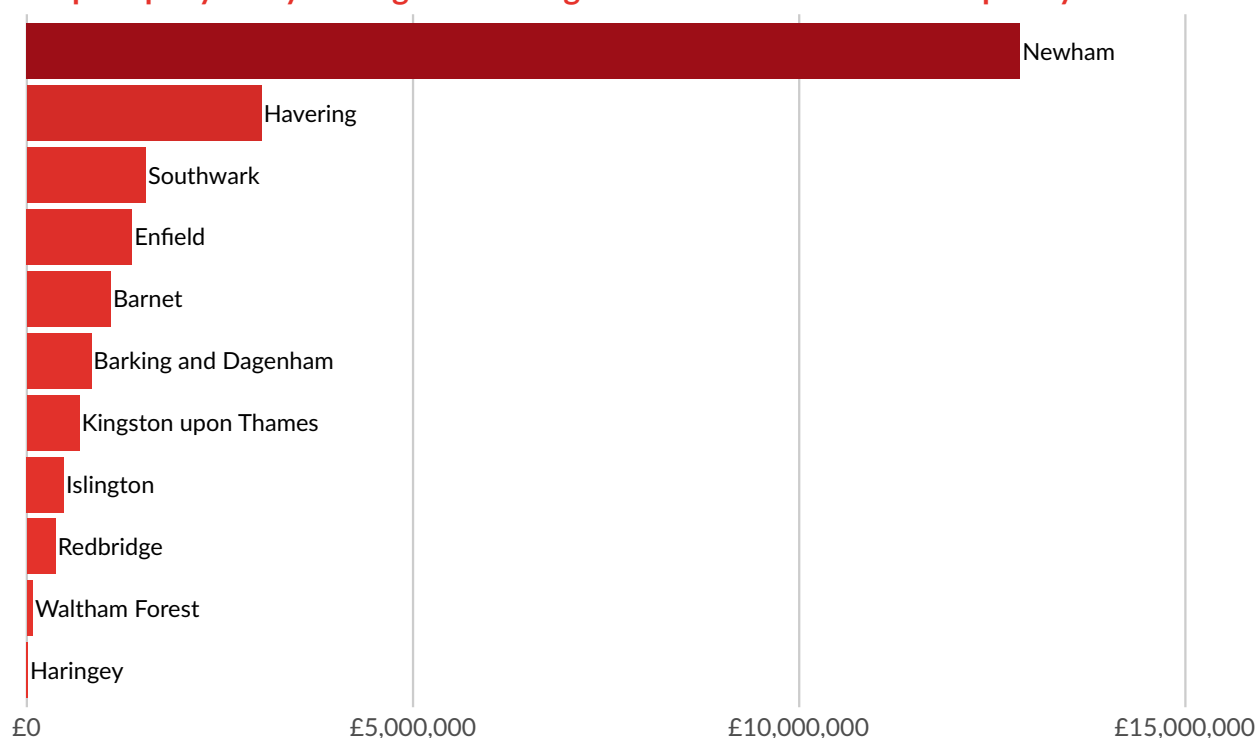 Newham
Havering
Southwark
Enfield
Barnet
Barking and Dagenham
Kingston upon Thames
Islington
Redbridge
Waltham Forest
Haringey
£0 £5,000,000 £10,000,000 £15,000,000